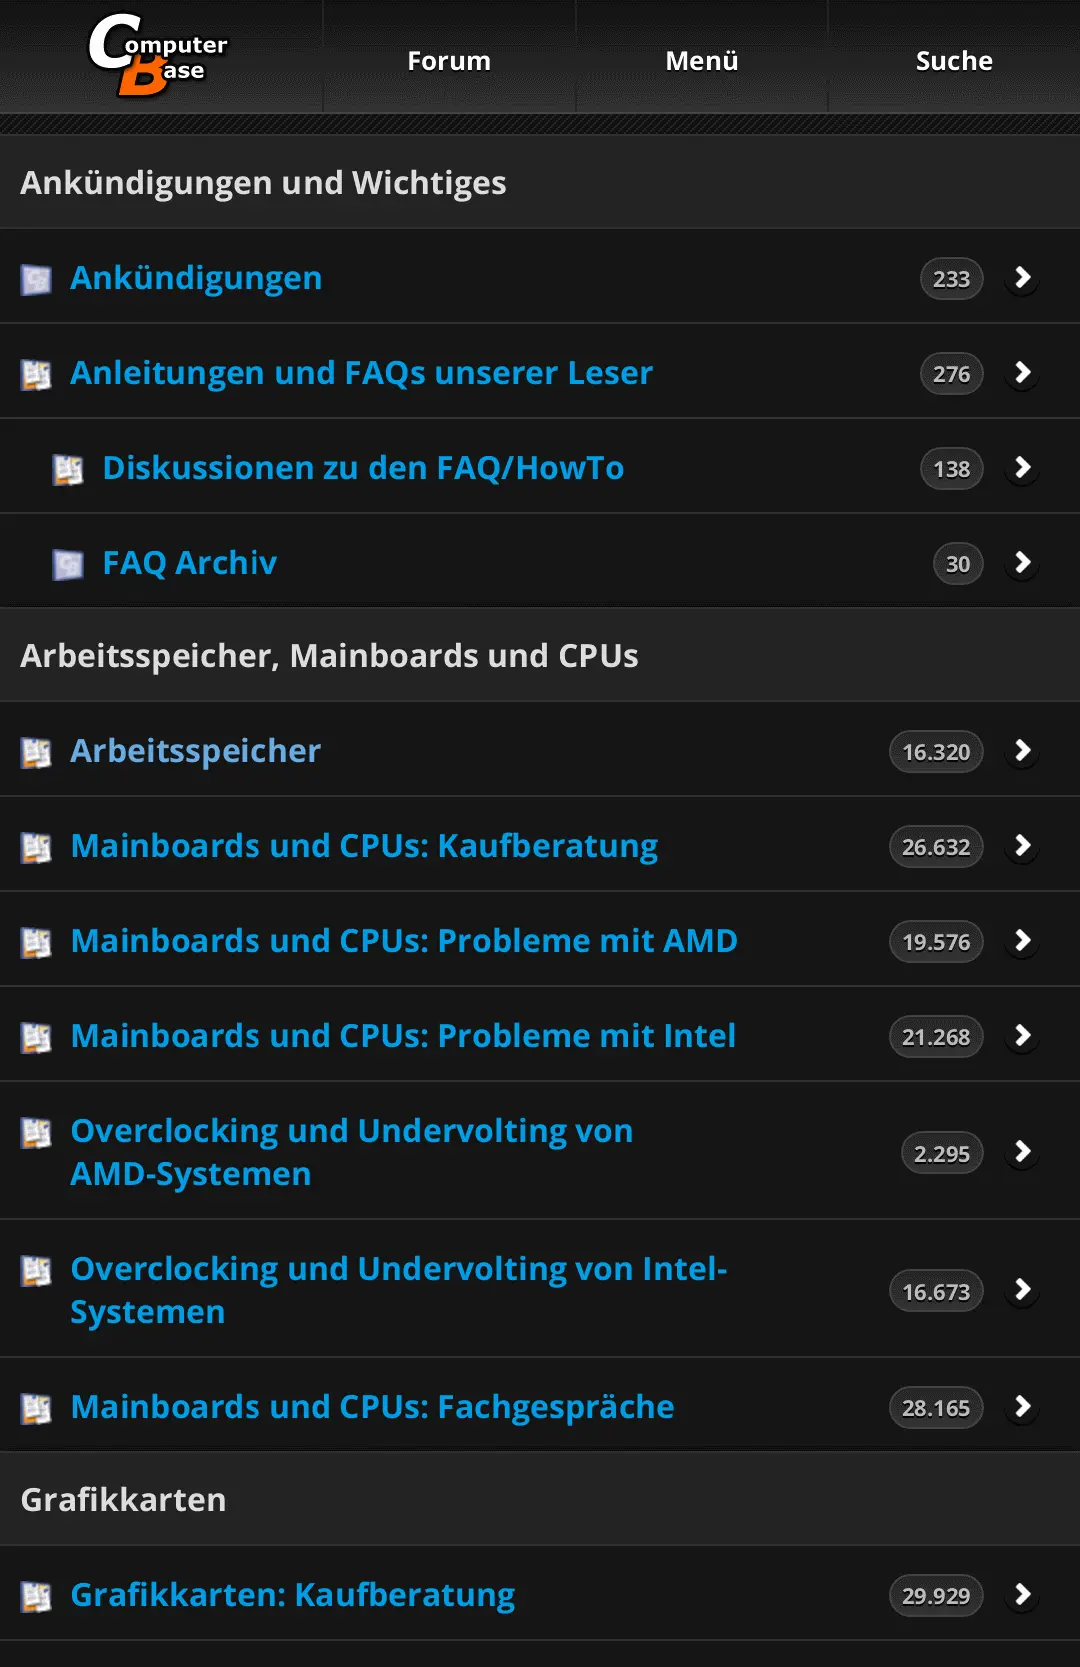 Computer
Base
Forum
Menü
Suche
Ankündigungen und Wichtiges
Ankündigungen
233
Anleitungen und FAQs unserer Leser
276
Diskussionen zu den FAQ/HowTo
138
FAQ Archiv
30
Arbeitsspeicher, Mainboards und CPUs
Arbeitsspeicher
16.320
Mainboards und CPUs: Kaufberatung
26.632
Mainboards und CPUs: Probleme mit AMD
19.576
Mainboards und CPUs: Probleme mit Intel
21.268
Overclocking und Undervolting von
AMD-Systemen
2.295
Overclocking und Undervolting von Intel-
Systemen
16.673
Mainboards und CPUs: Fachgespräche
28.165
Grafikkarten
Grafikkarten: Kaufberatung
29.929